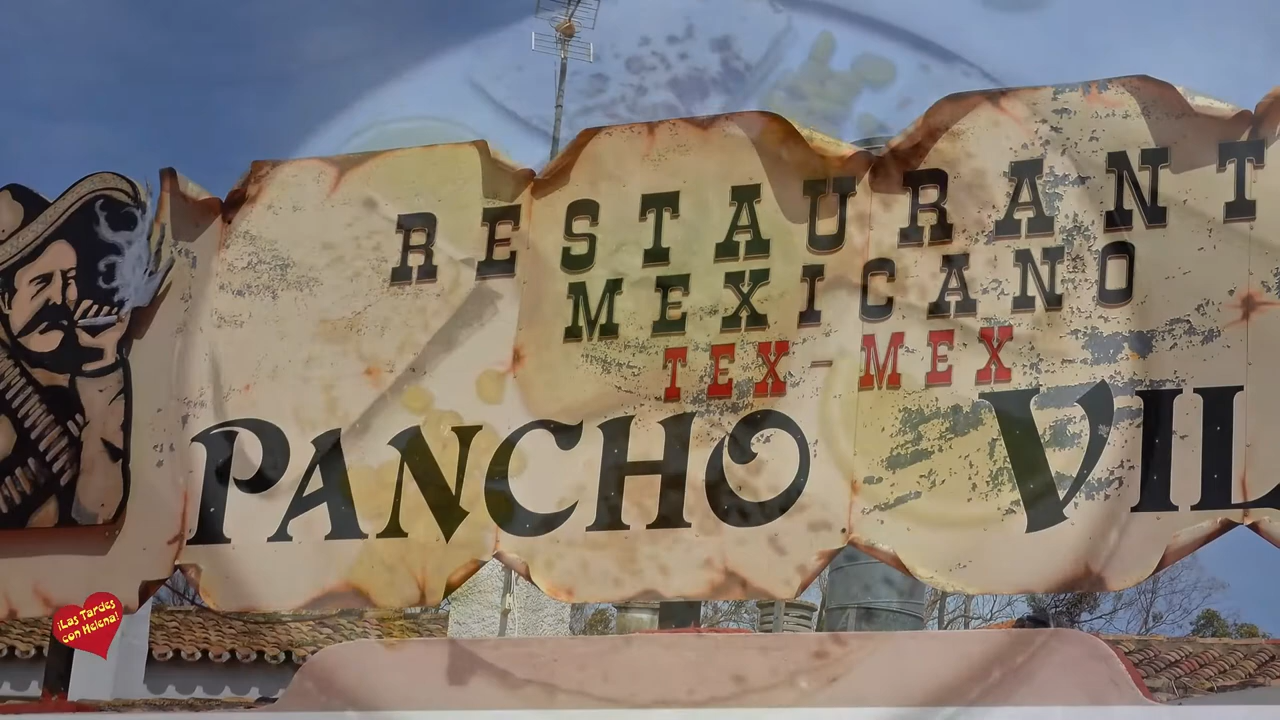 RESTAURANT
MEXICANO
TEX-MEX
PANCHO VIL
¡Las Tardes
con Helena!